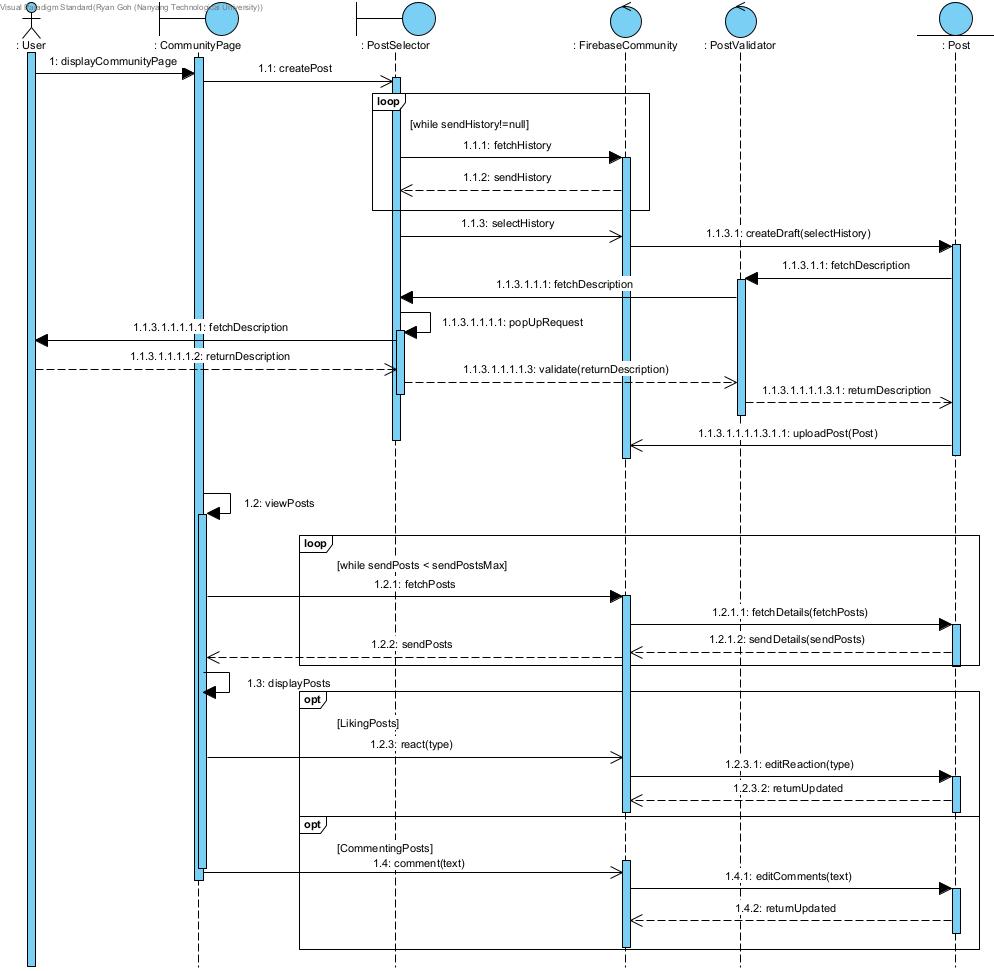 Visual Paradigm Standard(Ryan Goh (Nanyang Technological University))
: User
: CommunityPage
: PostSelector
: FirebaseCommunity
: PostValidator
: Post
1: displayCommunityPage
1.1: createPost
loop
[while sendHistory!=null]
1.1.1: fetchHistory
1.1.2: sendHistory
1.1.3: selectHistory
1.1.3.1: createDraft(selectHistory)
1.1.3.1.1: fetchDescription
1.1.3.1.1.1: fetchDescription
1.1.3.1.1.1.1: popUpRequest
1.1.3.1.1.1.1.1: fetchDescription
1.1.3.1.1.1.1.2: returnDescription
1.1.3.1.1.1.1.3: validate(returnDescription)
1.1.3.1.1.1.1.3.1: returnDescription
1.1.3.1.1.1.1.3.1.1: uploadPost(Post)
1.2: viewPosts
loop
[while sendPosts < sendPostsMax]
1.2.1: fetchPosts
1.2.1.1: fetchDetails(fetchPosts)
1.2.1.2: sendDetails(sendPosts)
1.2.2: sendPosts
1.3: displayPosts
opt
[LikingPosts]
1.2.3: react(type)
1.2.3.1: editReaction(type)
1.2.3.2: returnUpdated
opt
[CommentingPosts]
1.4: comment(text)
1.4.1: editComments(text)
1.4.2: returnUpdated